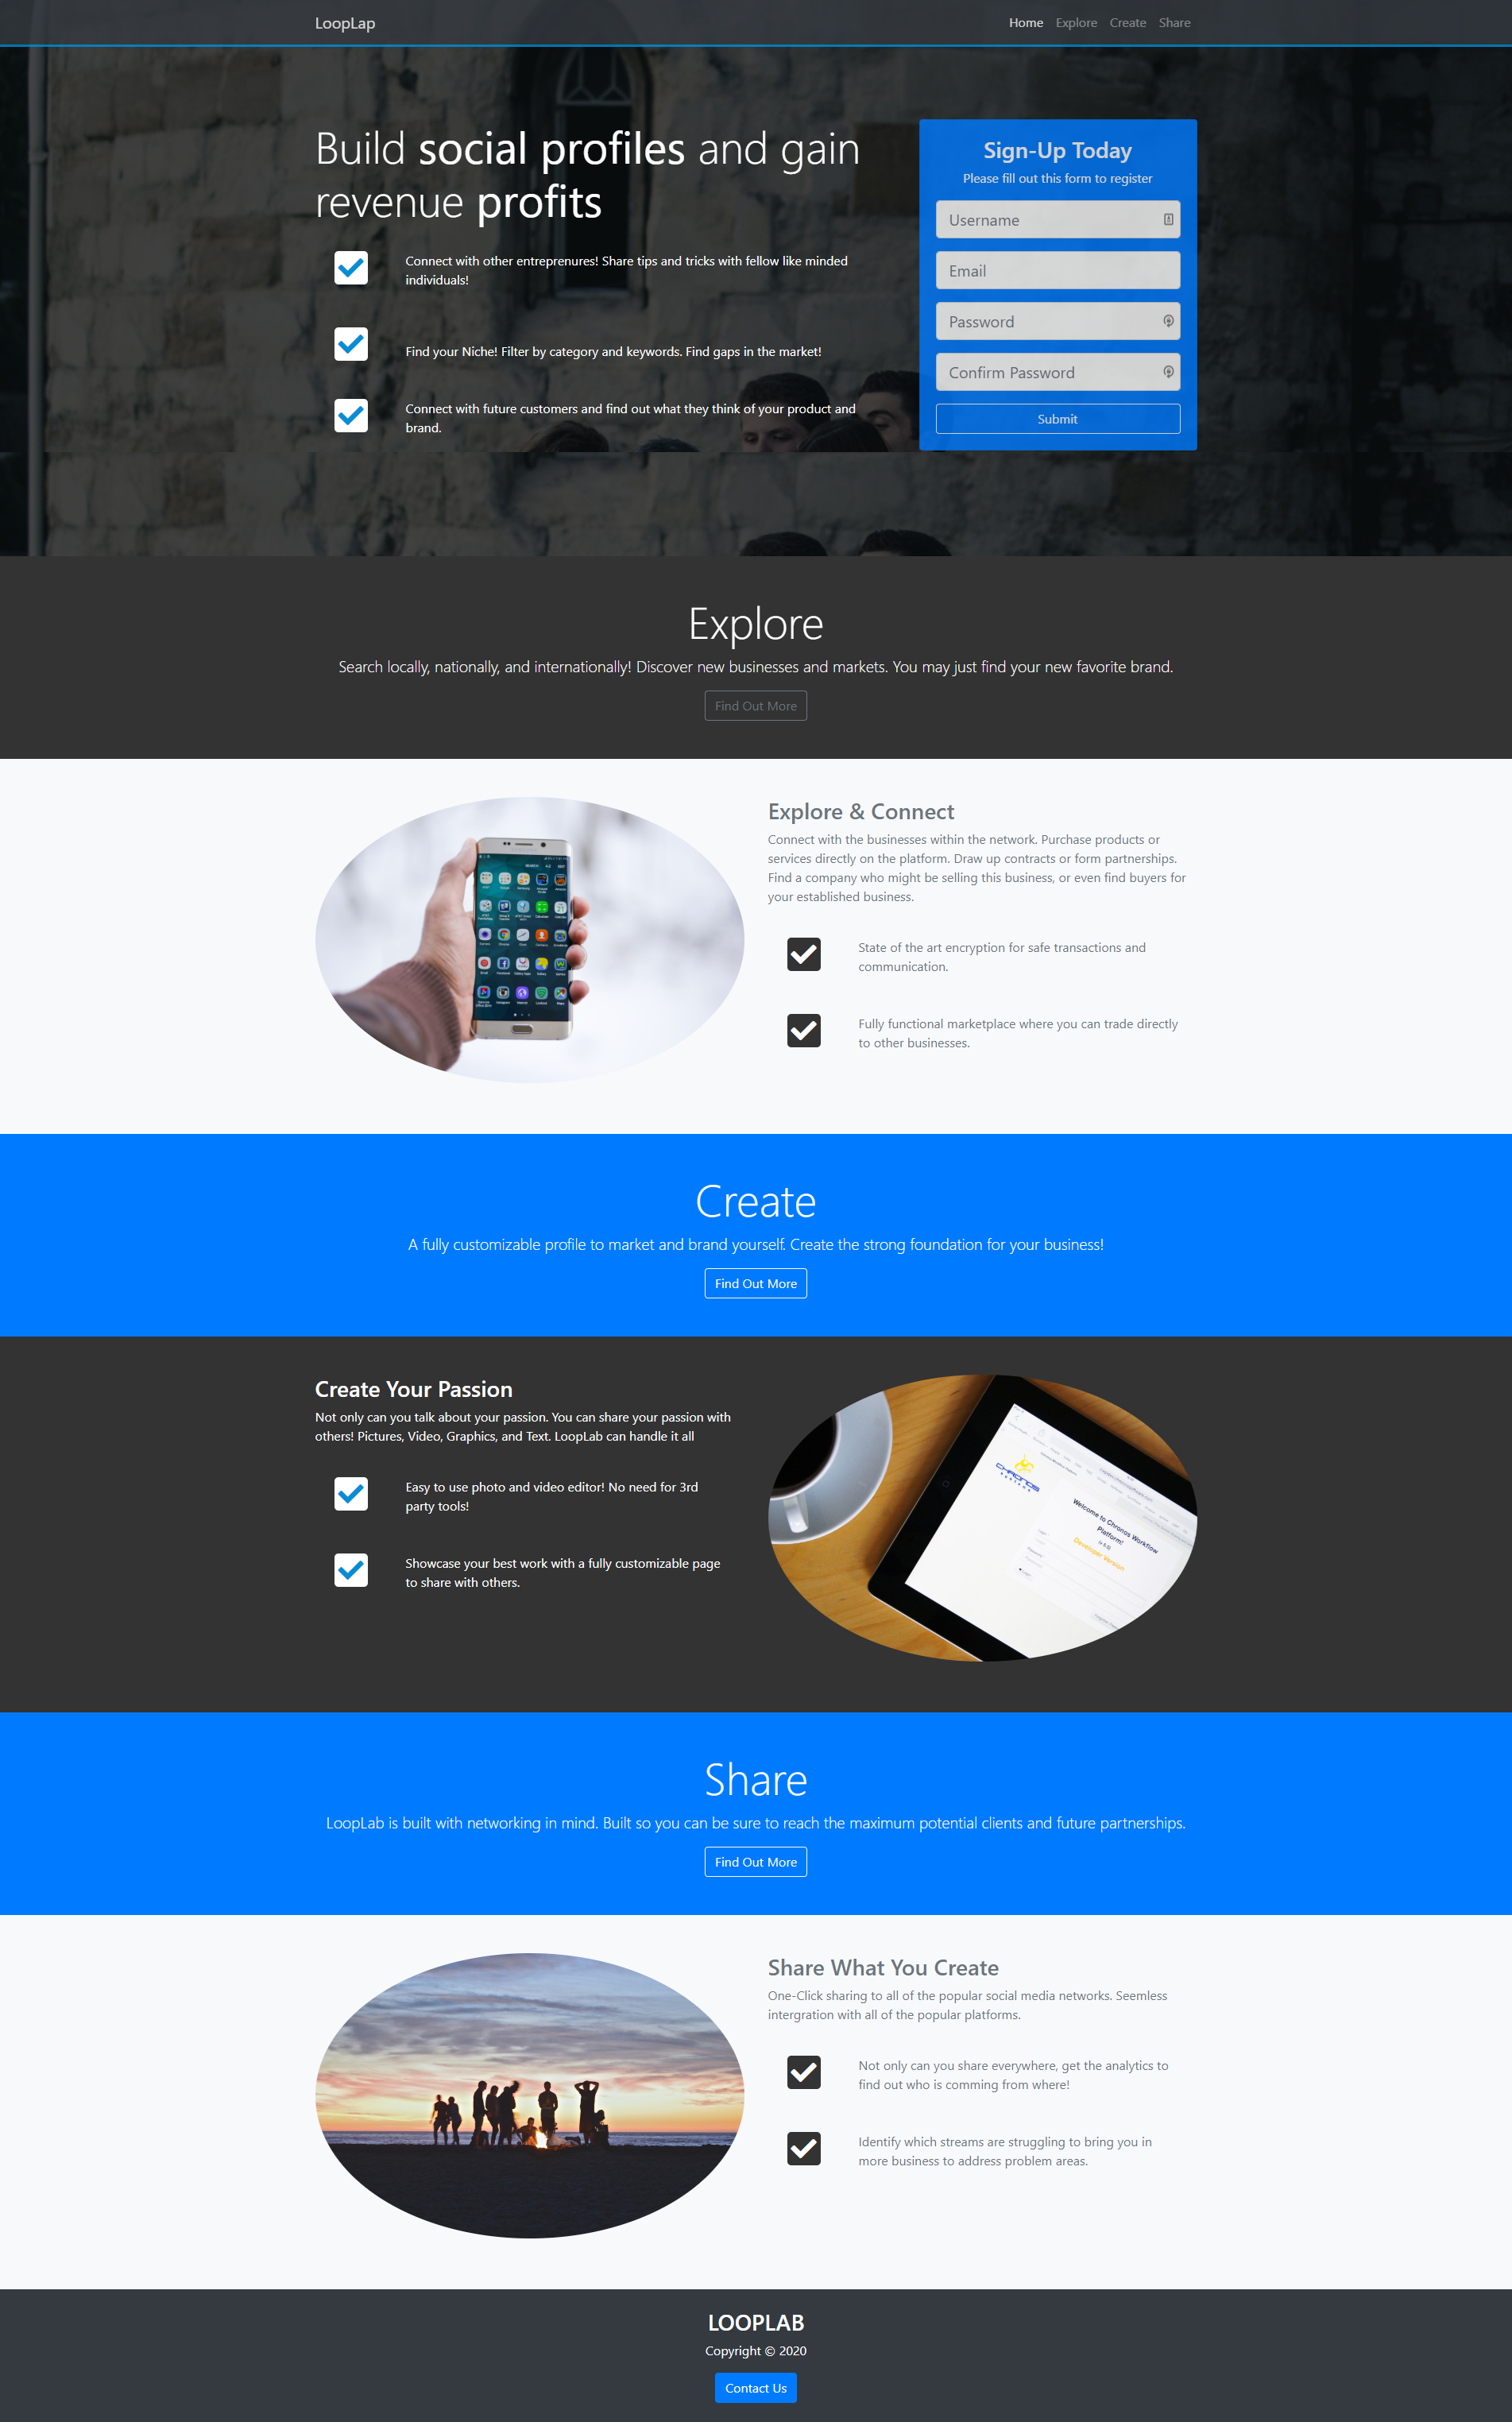 LoopLap
Home Explore Create Share
Build social profiles and gain
revenue profits
Connect with other entreprenures! Share tips and tricks with fellow like minded
individuals!
Find your Niche! Filter by category and keywords. Find gaps in the market!
Connect with future customers and find out what they think of your product and
brand.
Sign-Up Today
Please fill out this form to register
Username
Email
Password
Confirm Password
Submit
Explore
Search locally, nationally, and internationally! Discover new businesses and markets. You may just find your new favorite brand.
Find Out More
Explore & Connect
Connect with the businesses within the network. Purchase products or
services directly on the platform. Draw up contracts or form partnerships.
Find a company who might be selling this business, or even find buyers for
your established business.
State of the art encryption for safe transactions and
communication.
Fully functional marketplace where you can trade directly
to other businesses.
Create
A fully customizable profile to market and brand yourself. Create the strong foundation for your business!
Find Out More
Create Your Passion
Not only can you talk about your passion. You can share your passion with
others! Pictures, Video, Graphics, and Text. LoopLab can handle it all
Easy to use photo and video editor! No need for 3rd
party tools!
Showcase your best work with a fully customizable page
to share with others.
CHRONOS
Welcome to Chronos Workflow
Platform!
Developer Version
Share
LoopLab is built with networking in mind. Built so you can be sure to reach the maximum potential clients and future partnerships.
Find Out More
Share What You Create
One-Click sharing to all of the popular social media networks. Seemless
intergration with all of the popular platforms.
Not only can you share everywhere, get the analytics to
find out who is comming from where!
Identify which streams are struggling to bring you in
more business to address problem areas.
LOOPLAB
Copyright © 2020
Contact Us